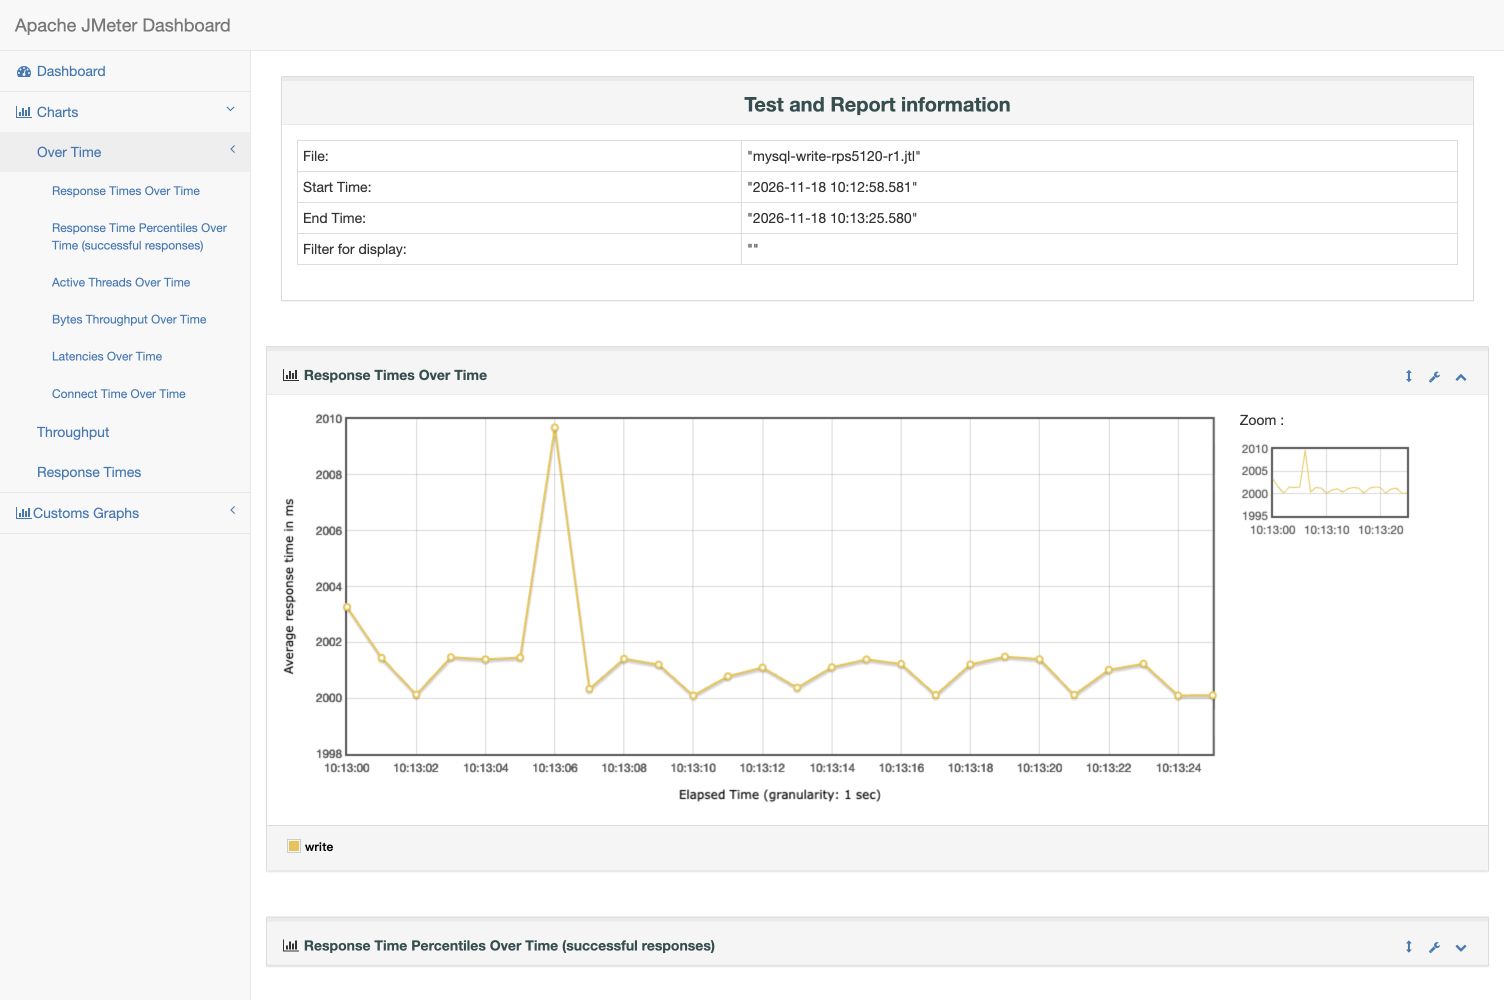 Apache JMeter Dashboard
Dashboard
Charts
Over Time
Response Times Over Time
Response Time Percentiles Over
Time (successful responses)
Active Threads Over Time
Bytes Throughput Over Time
Latencies Over Time
Connect Time Over Time
Throughput
Response Times
Customs Graphs
Test and Report information
File: "mysql-write-rps5120-r1.jtl"
Start Time: "2026-11-18 10:12:58.581"
End Time: "2026-11-18 10:13:25.580"
Filter for display: ""
Response Times Over Time
Average response time in ms
2010
2008
2006
2004
2002
2000
1998
10:13:00 10:13:02 10:13:04 10:13:06 10:13:08 10:13:10 10:13:12 10:13:14 10:13:16 10:13:18 10:13:20 10:13:22 10:13:24
Elapsed Time (granularity: 1 sec)
Zoom :
2010
2005
2000
1995
10:13:00 10:13:10 10:13:20
write
Response Time Percentiles Over Time (successful responses)